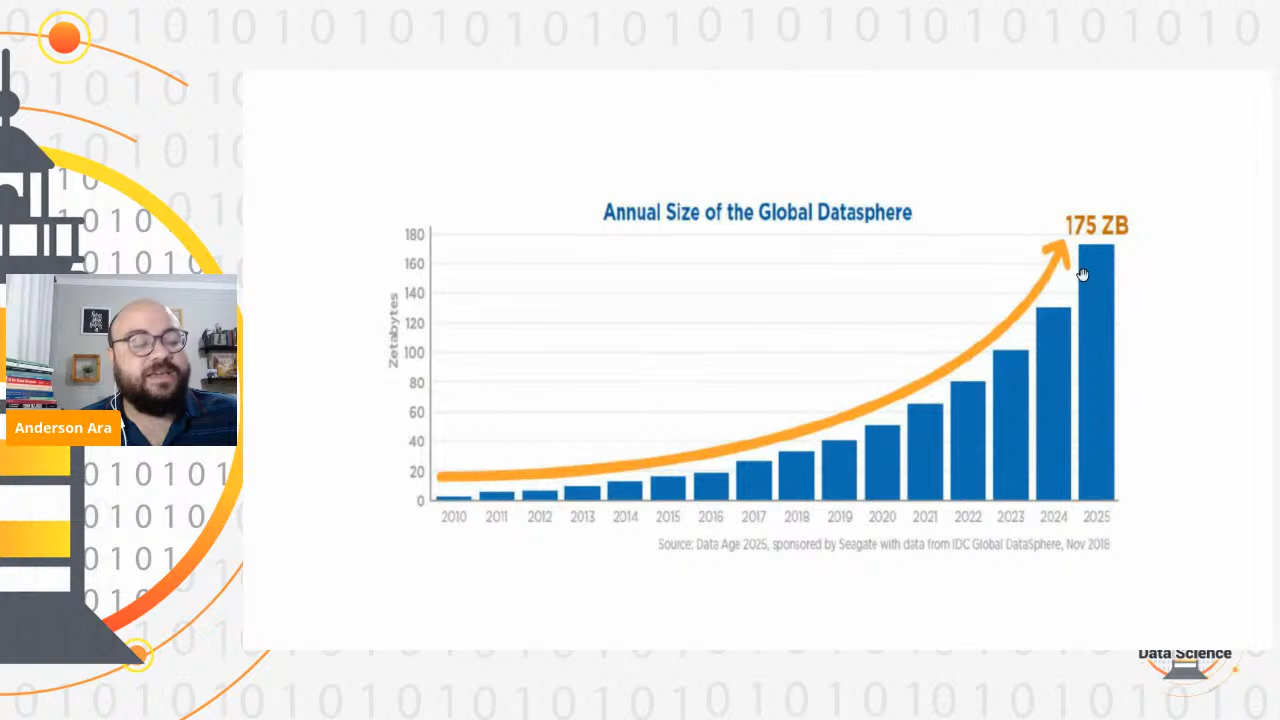 Annual Size of the Global Datasphere
175 ZB
Zetabytes
180
160
140
120
100
80
60
40
20
0
2010 2011 2012 2013 2014 2015 2016 2017 2018 2019 2020 2021 2022 2023 2024 2025
Source: Data Age 2025, sponsored by Seagate with data from IDC Global DataSphere, Nov 2018
Anderson Ara
Data Science